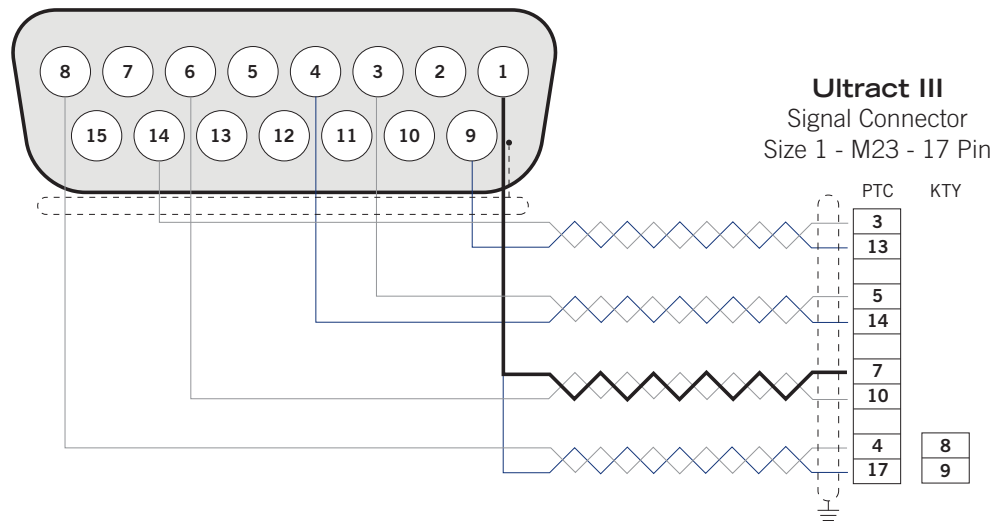 8 7 6 5 4 3 2 1
15 14 13 12 11 10 9
Ultract III
Signal Connector
Size 1 - M23 - 17 Pin
PTC KTY
3
13
5
14
7
10
4 8
17 9